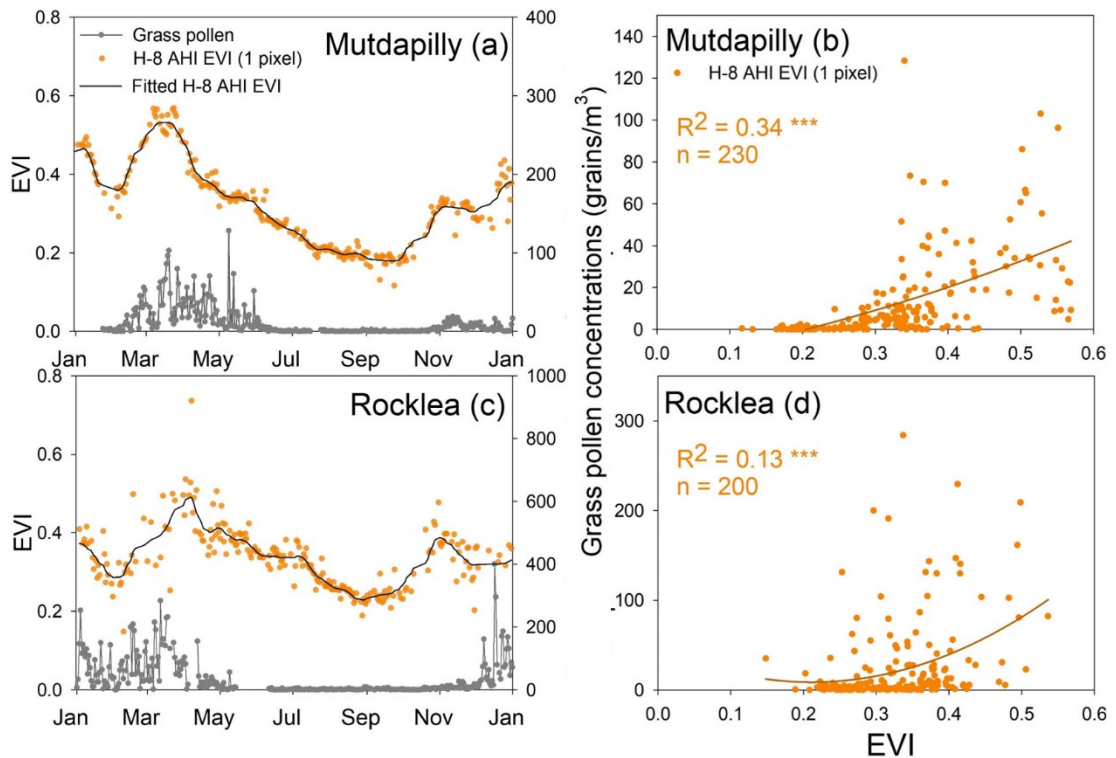 0.8
400
Mutdapilly (a)
Grass pollen
H-8 AHI EVI (1 pixel)
Fitted H-8 AHI EVI
0.6
300
EVI
0.4
200
0.2
100
0.0
0
Jan Mar May Jul Sep Nov Jan
Mutdapilly (b)
H-8 AHI EVI (1 pixel)
R2 = 0.34 ***
n = 230
140
120
100
80
60
40
20
0
0.0 0.1 0.2 0.3 0.4 0.5 0.6
Grass pollen concentrations (grains/m3)
0.8
1000
Rocklea (c)
800
0.6
600
EVI
0.4
400
0.2
200
0.0
0
Jan Mar May Jul Sep Nov Jan
Rocklea (d)
R2 = 0.13 ***
n = 200
300
200
100
0
0.0 0.1 0.2 0.3 0.4 0.5 0.6
EVI